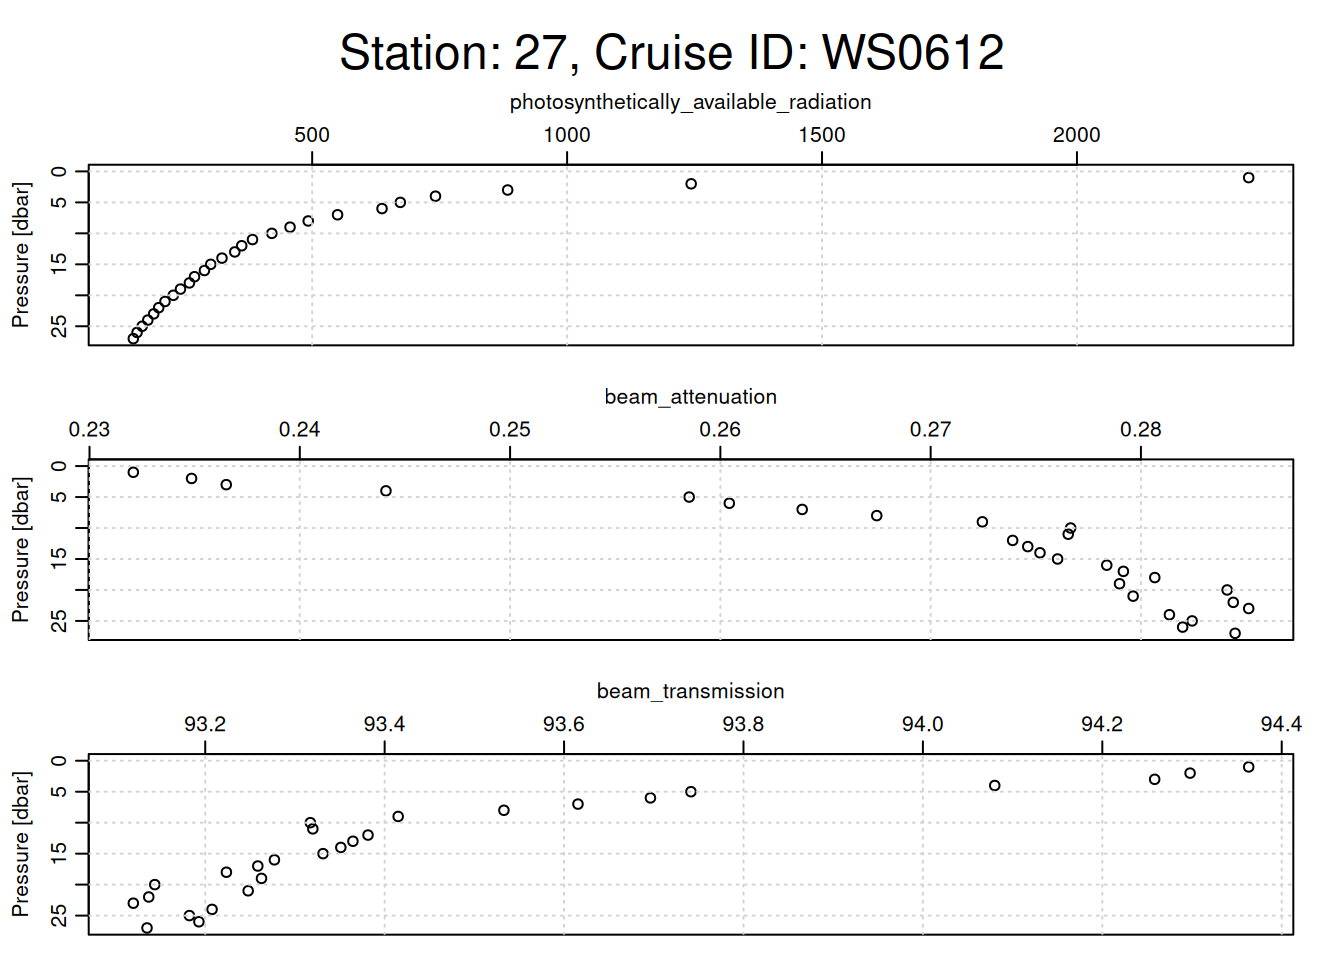 Station: 27, Cruise ID: WS0612
photosynthetically_available_radiation
500 1000 1500 2000
Pressure [dbar]
0
5
15
25
beam_attenuation
0.23 0.24 0.25 0.26 0.27 0.28
Pressure [dbar]
0
5
15
25
beam_transmission
93.2 93.4 93.6 93.8 94.0 94.2 94.4
Pressure [dbar]
0
5
15
25